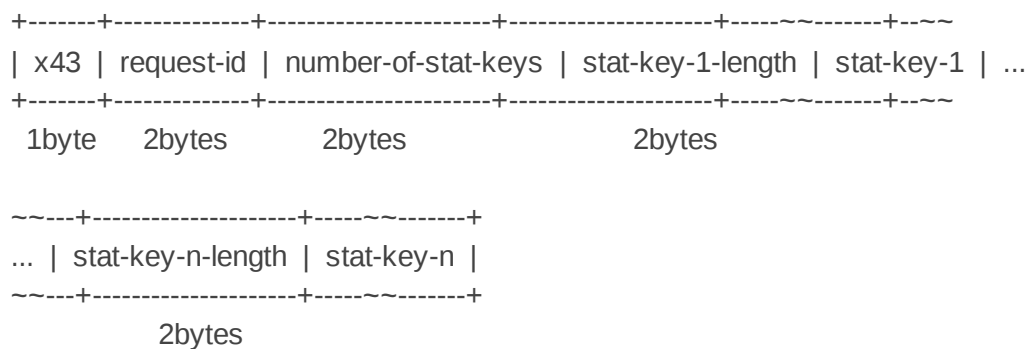 +-------+--------------+-----------------------+---------------------+-----~~-------+--~~
| x43 | request-id | number-of-stat-keys | stat-key-1-length | stat-key-1 | ...
+-------+--------------+-----------------------+---------------------+-----~~-------+--~~
1byte 2bytes 2bytes 2bytes
~~---+---------------------+-----~~-------+
... | stat-key-n-length | stat-key-n |
~~---+---------------------+-----~~-------+
2bytes